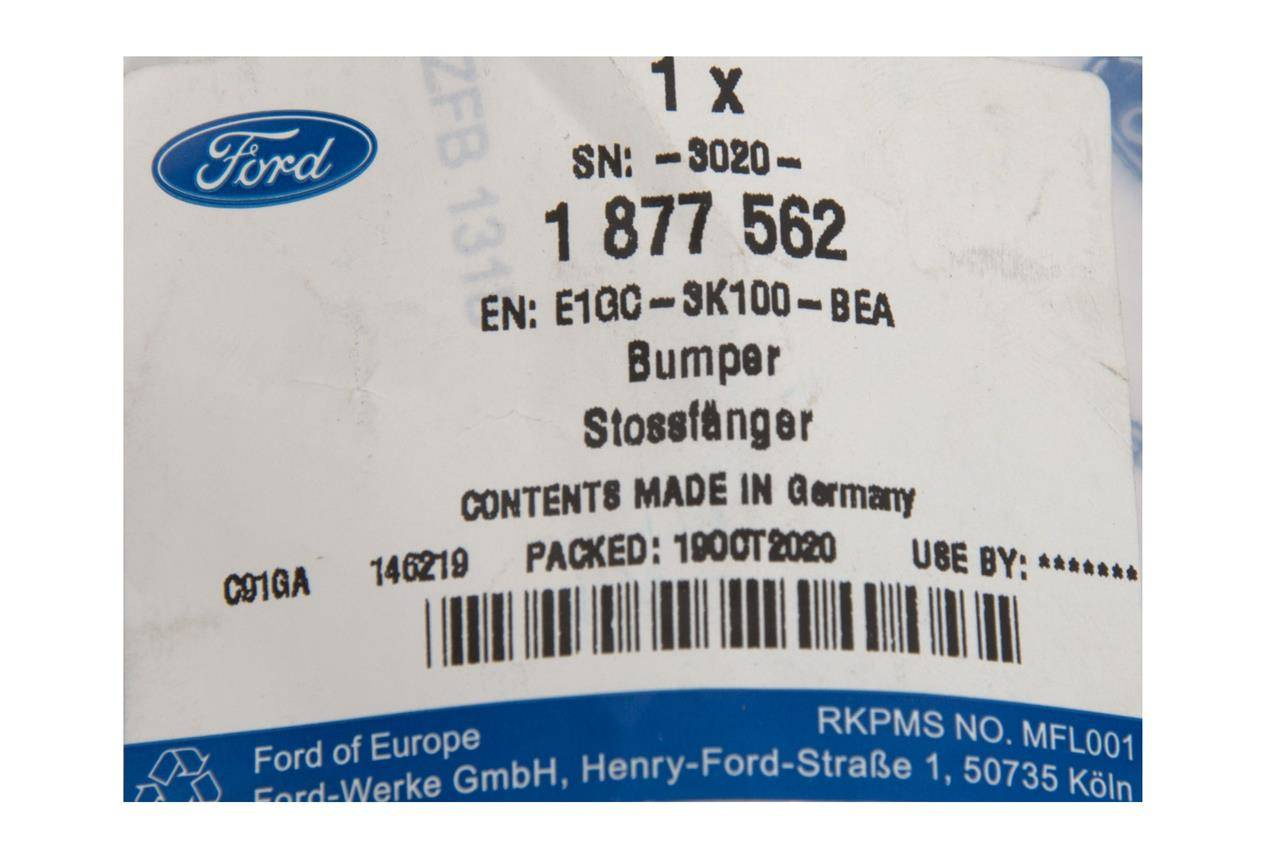 Ford
1 x
SN: -3020-
1 877 562
EN: E1GC-3K100-BEA
Bumper
Stossfänger
CONTENTS MADE IN Germany
C91GA 146219 PACKED: 19OCT2020 USE BY: *******
RKPMS NO. MFL001
Ford of Europe
Ford-Werke GmbH, Henry-Ford-Straße 1, 50735 Köln